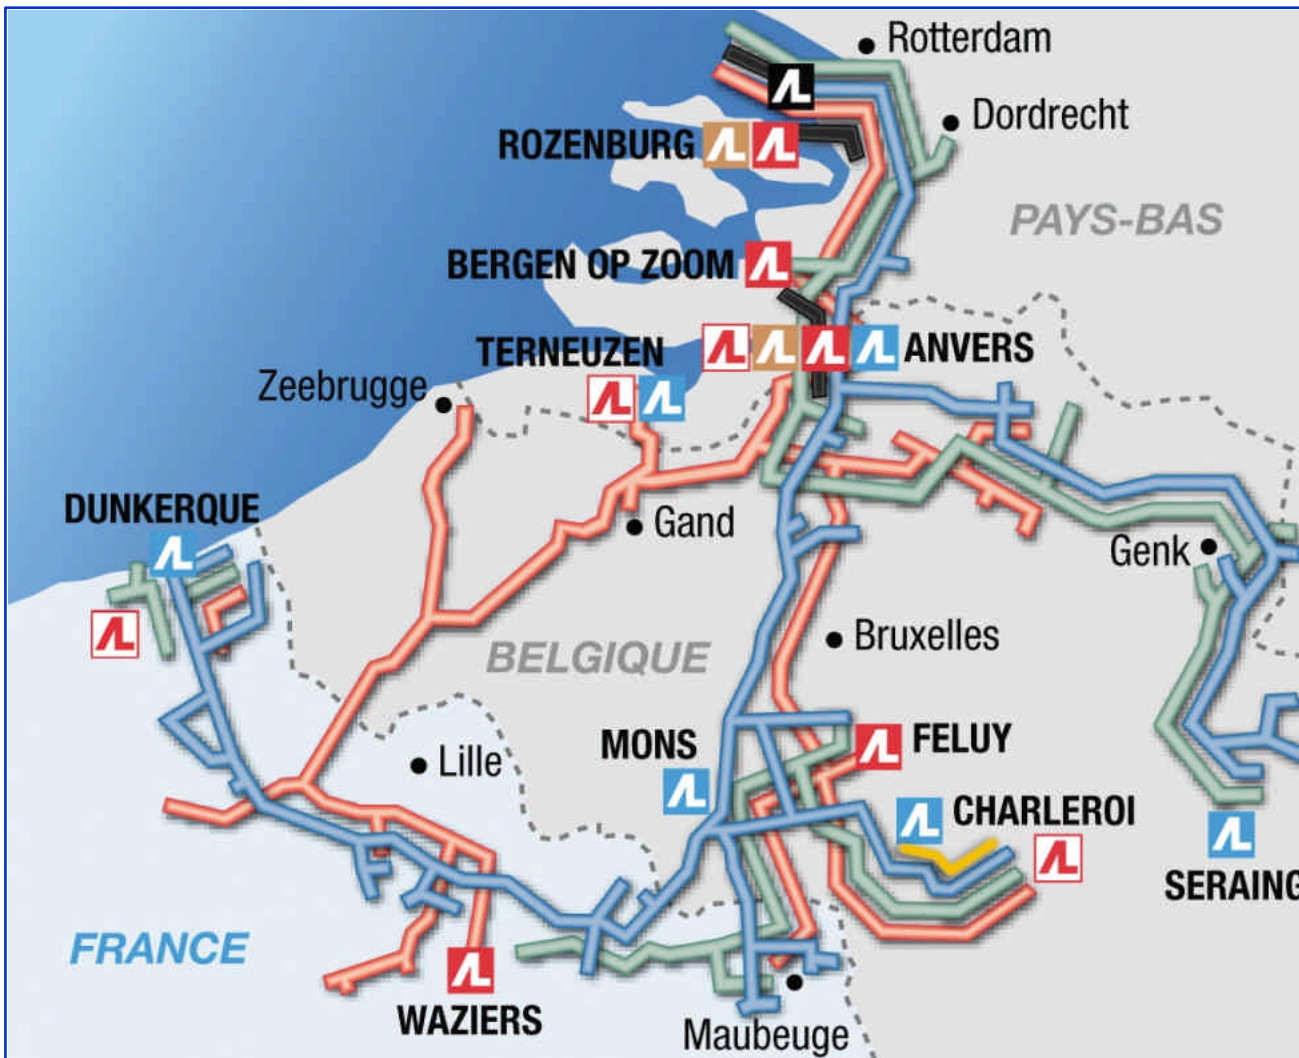 Rotterdam
Dordrecht
ROZENBURG
PAYS-BAS
BERGEN OP ZOOM
TERNEUZEN
ANVERS
Zeebrugge
DUNKERQUE
Gand
Genk
Bruxelles
BELGIQUE
MONS
FELUY
Lille
CHARLEROI
SERAING
FRANCE
WAZIERS
Maubeuge